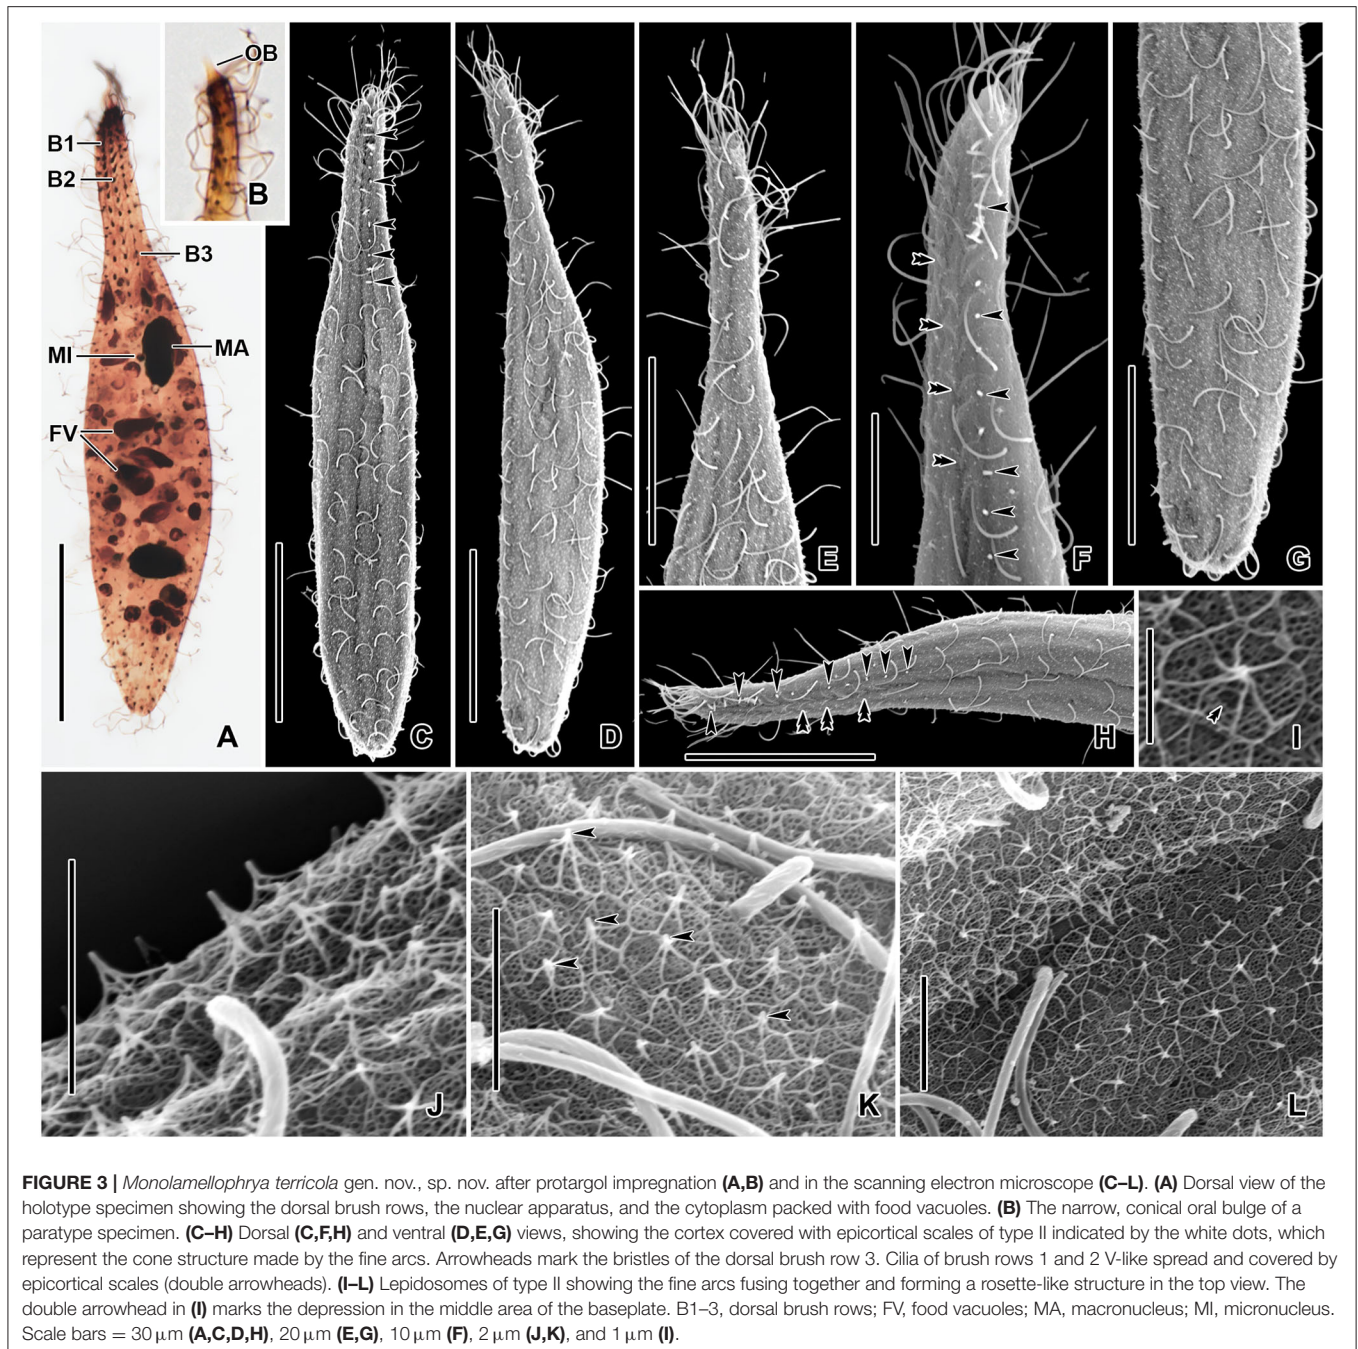 OB
B1
B2
B
B3
MI
MA
FV
A
C
D
E
F
G
H
I
J
K
L
FIGURE 3 | Monolamellophrya terricola gen. nov., sp. nov. after protargol impregnation (A,B) and in the scanning electron microscope (C–L). (A) Dorsal view of the
holotype specimen showing the dorsal brush rows, the nuclear apparatus, and the cytoplasm packed with food vacuoles. (B) The narrow, conical oral bulge of a
paratype specimen. (C–H) Dorsal (C,F,H) and ventral (D,E,G) views, showing the cortex covered with epicortical scales of type II indicated by the white dots, which
represent the cone structure made by the fine arcs. Arrowheads mark the bristles of the dorsal brush row 3. Cilia of brush rows 1 and 2 V-like spread and covered by
epicortical scales (double arrowheads). (I–L) Lepidosomes of type II showing the fine arcs fusing together and forming a rosette-like structure in the top view. The
double arrowhead in (I) marks the depression in the middle area of the baseplate. B1–3, dorsal brush rows; FV, food vacuoles; MA, macronucleus; MI, micronucleus.
Scale bars = 30 μm (A,C,D,H), 20 μm (E,G), 10 μm (F), 2 μm (J,K), and 1 μm (I).